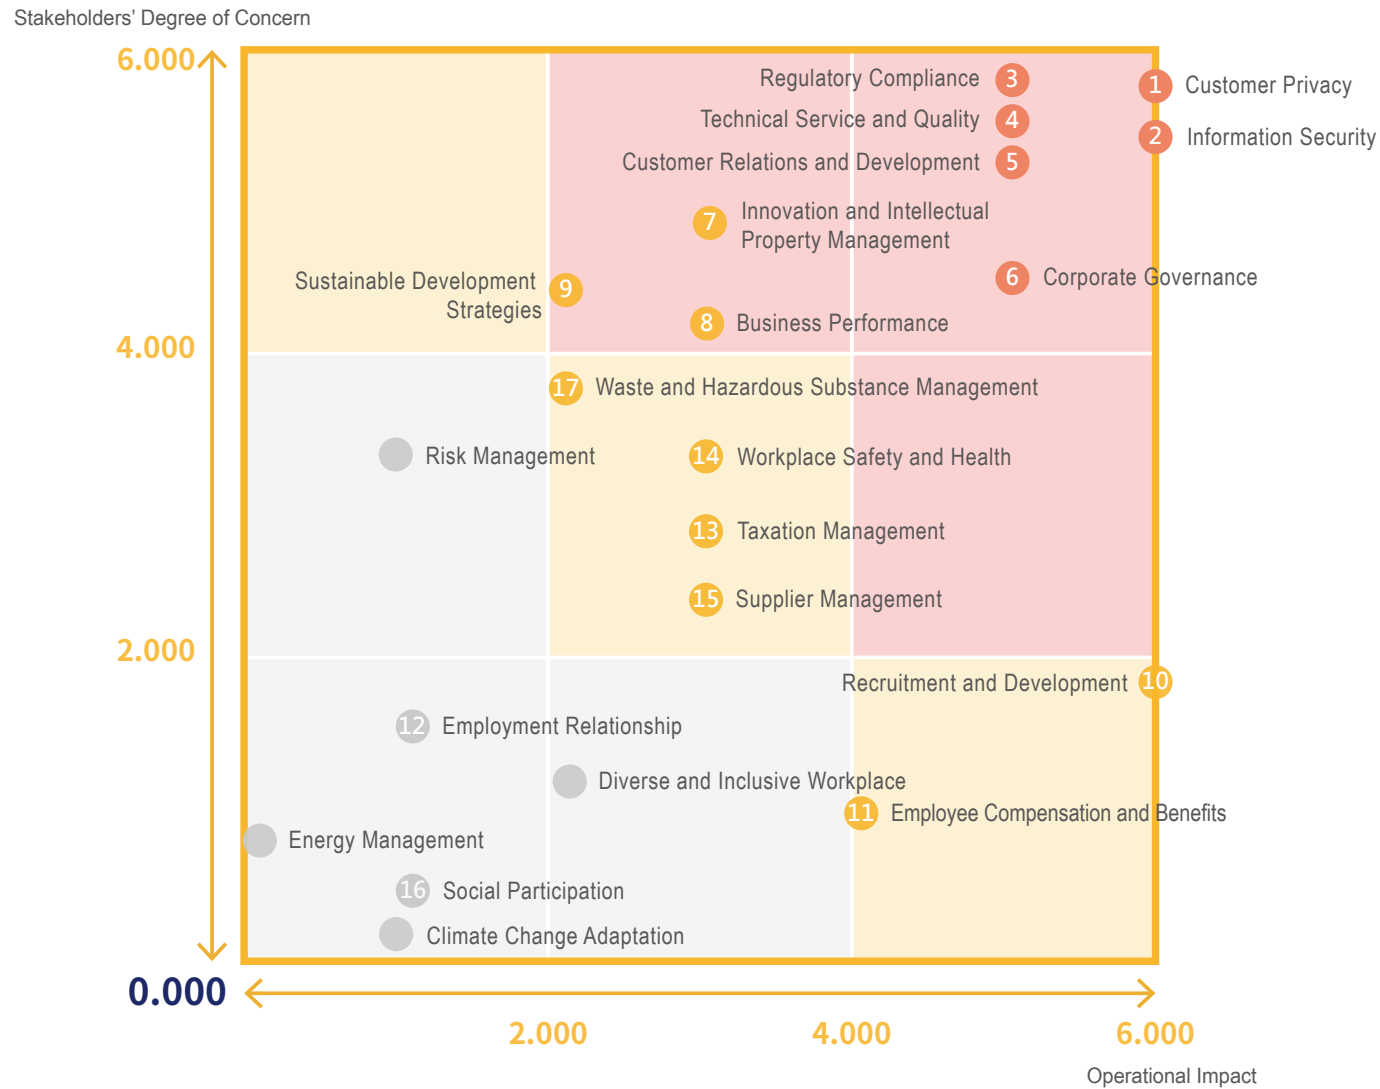 Stakeholders’ Degree of Concern
6.000
Regulatory Compliance 3
1 Customer Privacy
Technical Service and Quality 4
2 Information Security
Customer Relations and Development 5
7 Innovation and Intellectual
Property Management
Sustainable Development
Strategies 9
6 Corporate Governance
8 Business Performance
4.000
17 Waste and Hazardous Substance Management
Risk Management
14 Workplace Safety and Health
13 Taxation Management
15 Supplier Management
2.000
Recruitment and Development 10
12 Employment Relationship
Diverse and Inclusive Workplace
11 Employee Compensation and Benefits
Energy Management
16 Social Participation
Climate Change Adaptation
0.000
2.000
4.000
6.000
Operational Impact